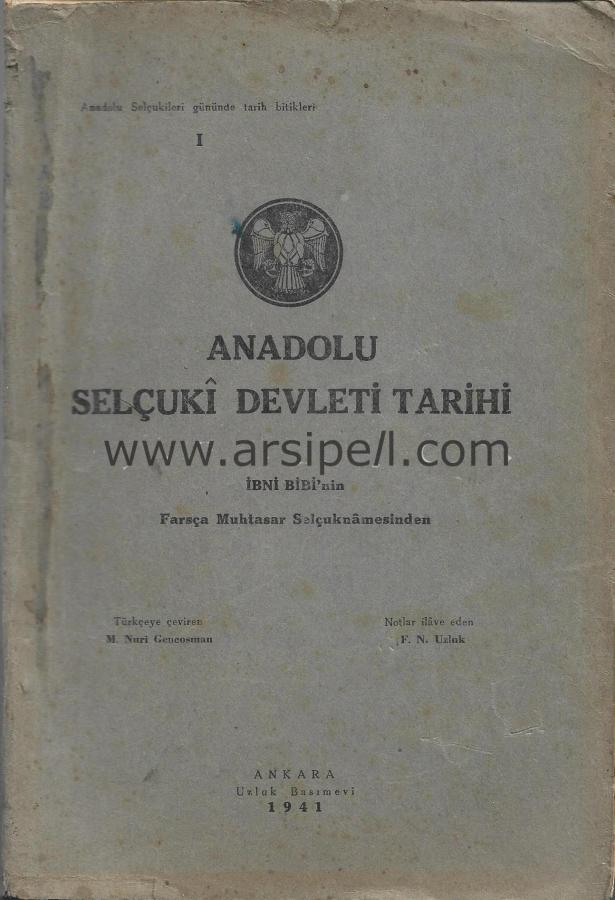 Anadolu Selçukileri gününde tarih bitikleri
I
ANADOLU
SELÇUKÎ DEVLETİ TARİHİ
www.arsipel.com
İBNİ BİBİ'nin
Farsça Muhtasar Selçuknâmesinden
Türkçeye çeviren
M. Nuri Gencosman
Notlar ilâve eden
F. N. Uzluk
ANKARA
Uzluk Basımevi
1941